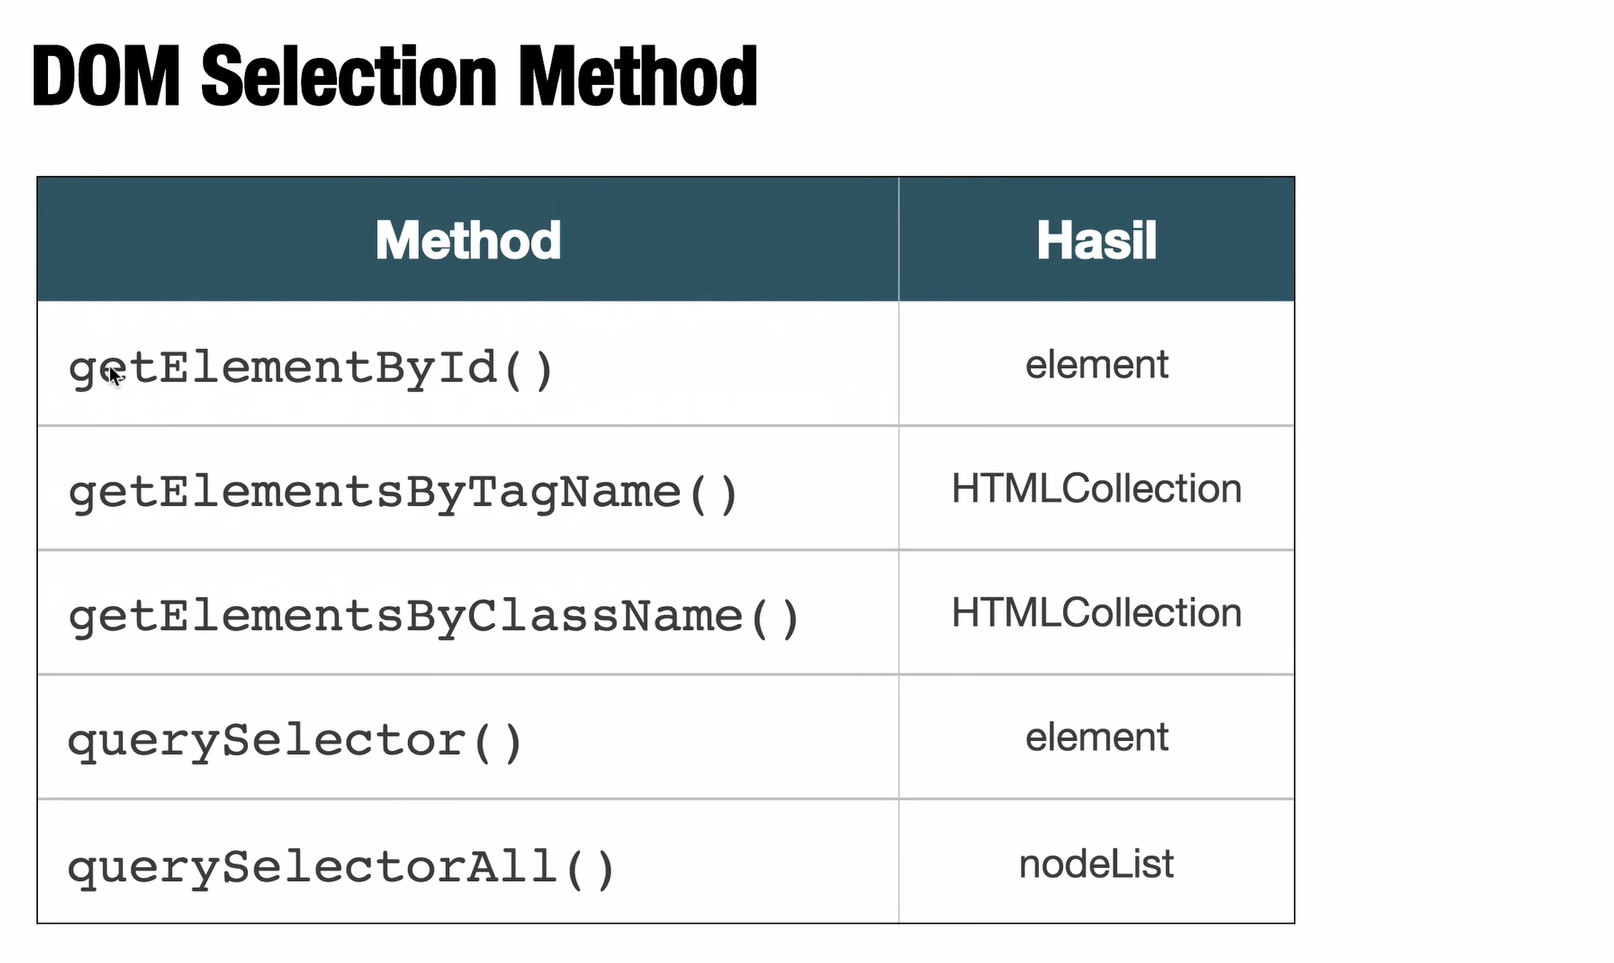 DOM Selection Method
Method Hasil
getElementById() element
getElementsByTagName() HTMLCollection
getElementsByClassName() HTMLCollection
querySelector() element
querySelectorAll() nodeList